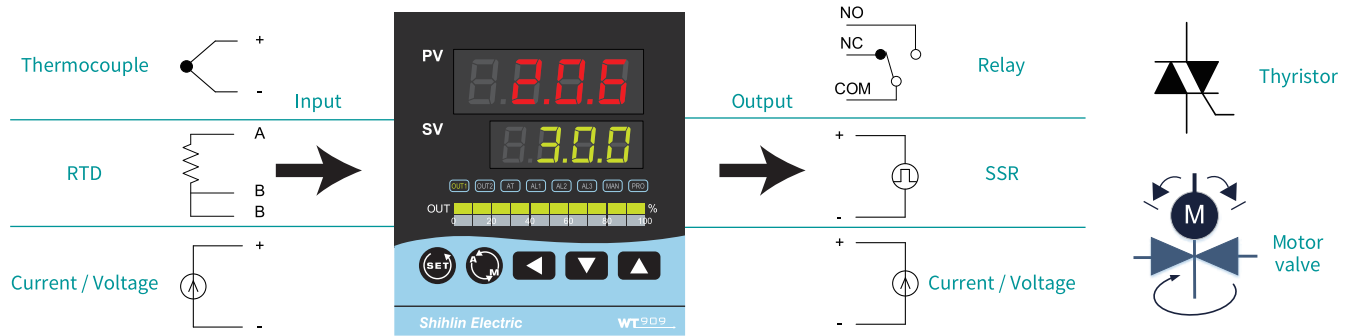 Thermocouple
+
-
Input
RTD
A
B
B
Current / Voltage
+
-
PV
2.0.6
SV
3.0.0
OUT1 OUT2 AT AL1 AL2 AL3 MAN PRO
OUT
%
0 20 40 60 80 100
SET
A
M
Shihlin Electric
WT909
Output
NO
NC
COM
Relay
+
-
SSR
+
-
Current / Voltage
Thyristor
M
Motor
valve